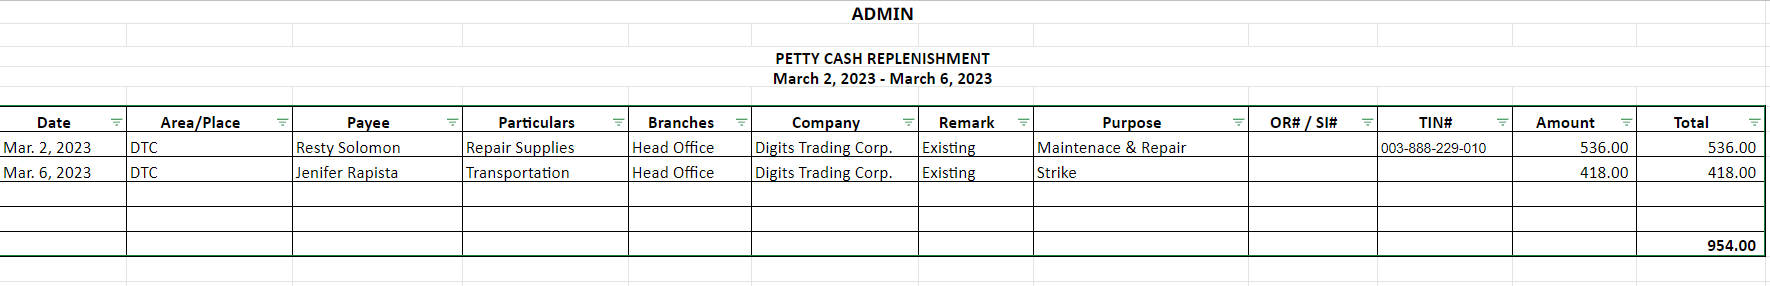 ADMIN
PETTY CASH REPLENISHMENT
March 2, 2023 - March 6, 2023
Date Area/Place Payee Particulars Branches Company Remark Purpose OR# / SI# TIN# Amount Total
Mar. 2, 2023 DTC Resty Solomon Repair Supplies Head Office Digits Trading Corp. Existing Maintenace & Repair 003-888-229-010 536.00 536.00
Mar. 6, 2023 DTC Jenifer Rapista Transportation Head Office Digits Trading Corp. Existing Strike 418.00 418.00
954.00